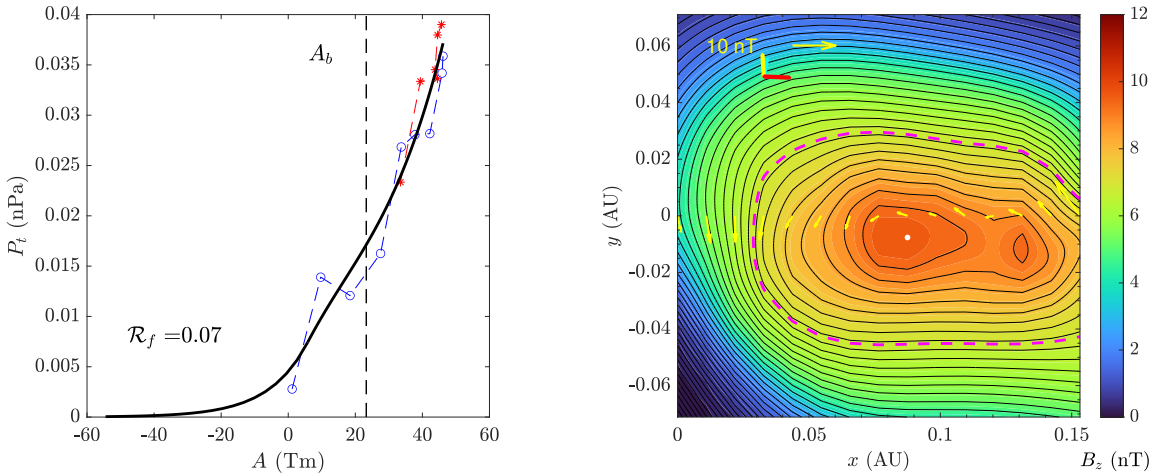 0.04
0.035
0.03
0.025
0.02
0.015
0.01
0.005
0
P_t (nPa)
A_b
ℛ_f =0.07
-60 -40 -20 0 20 40 60
A (Tm)
0.06
0.04
0.02
0
-0.02
-0.04
-0.06
y (AU)
10 nT
0 0.05 0.1 0.15
x (AU)
12
10
8
6
4
2
0
B_z (nT)